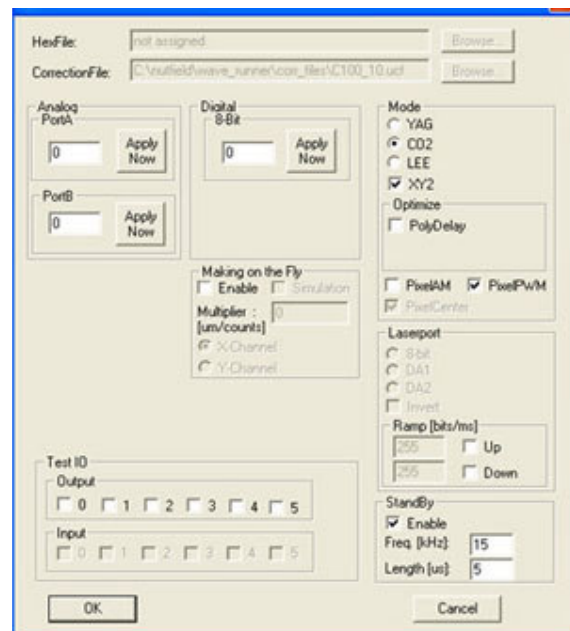 HexFile:
not assigned
Browse...
CorrectionFile:
C:\nutfield\wave_runner\corr_files\C100_10.ucf
Browse...
Analog
PortA
0
Apply Now
PortB
0
Apply Now
Digital
8-Bit
0
Apply Now
Making on the Fly
Enable
Simulation
Multiplier :
[um/counts]
0
X-Channel
Y-Channel
Mode
YAG
CO2
LEE
XY2
Optimize
PolyDelay
PixelAM
PixelPWM
PixelCenter
Laserport
8-bit
DA1
DA2
Invert
Ramp [bits/ms]
255
Up
255
Down
Test IO
Output
0 1 2 3 4 5
Input
0 1 2 3 4 5
StandBy
Enable
Freq. [kHz]: 15
Length [us]: 5
OK
Cancel